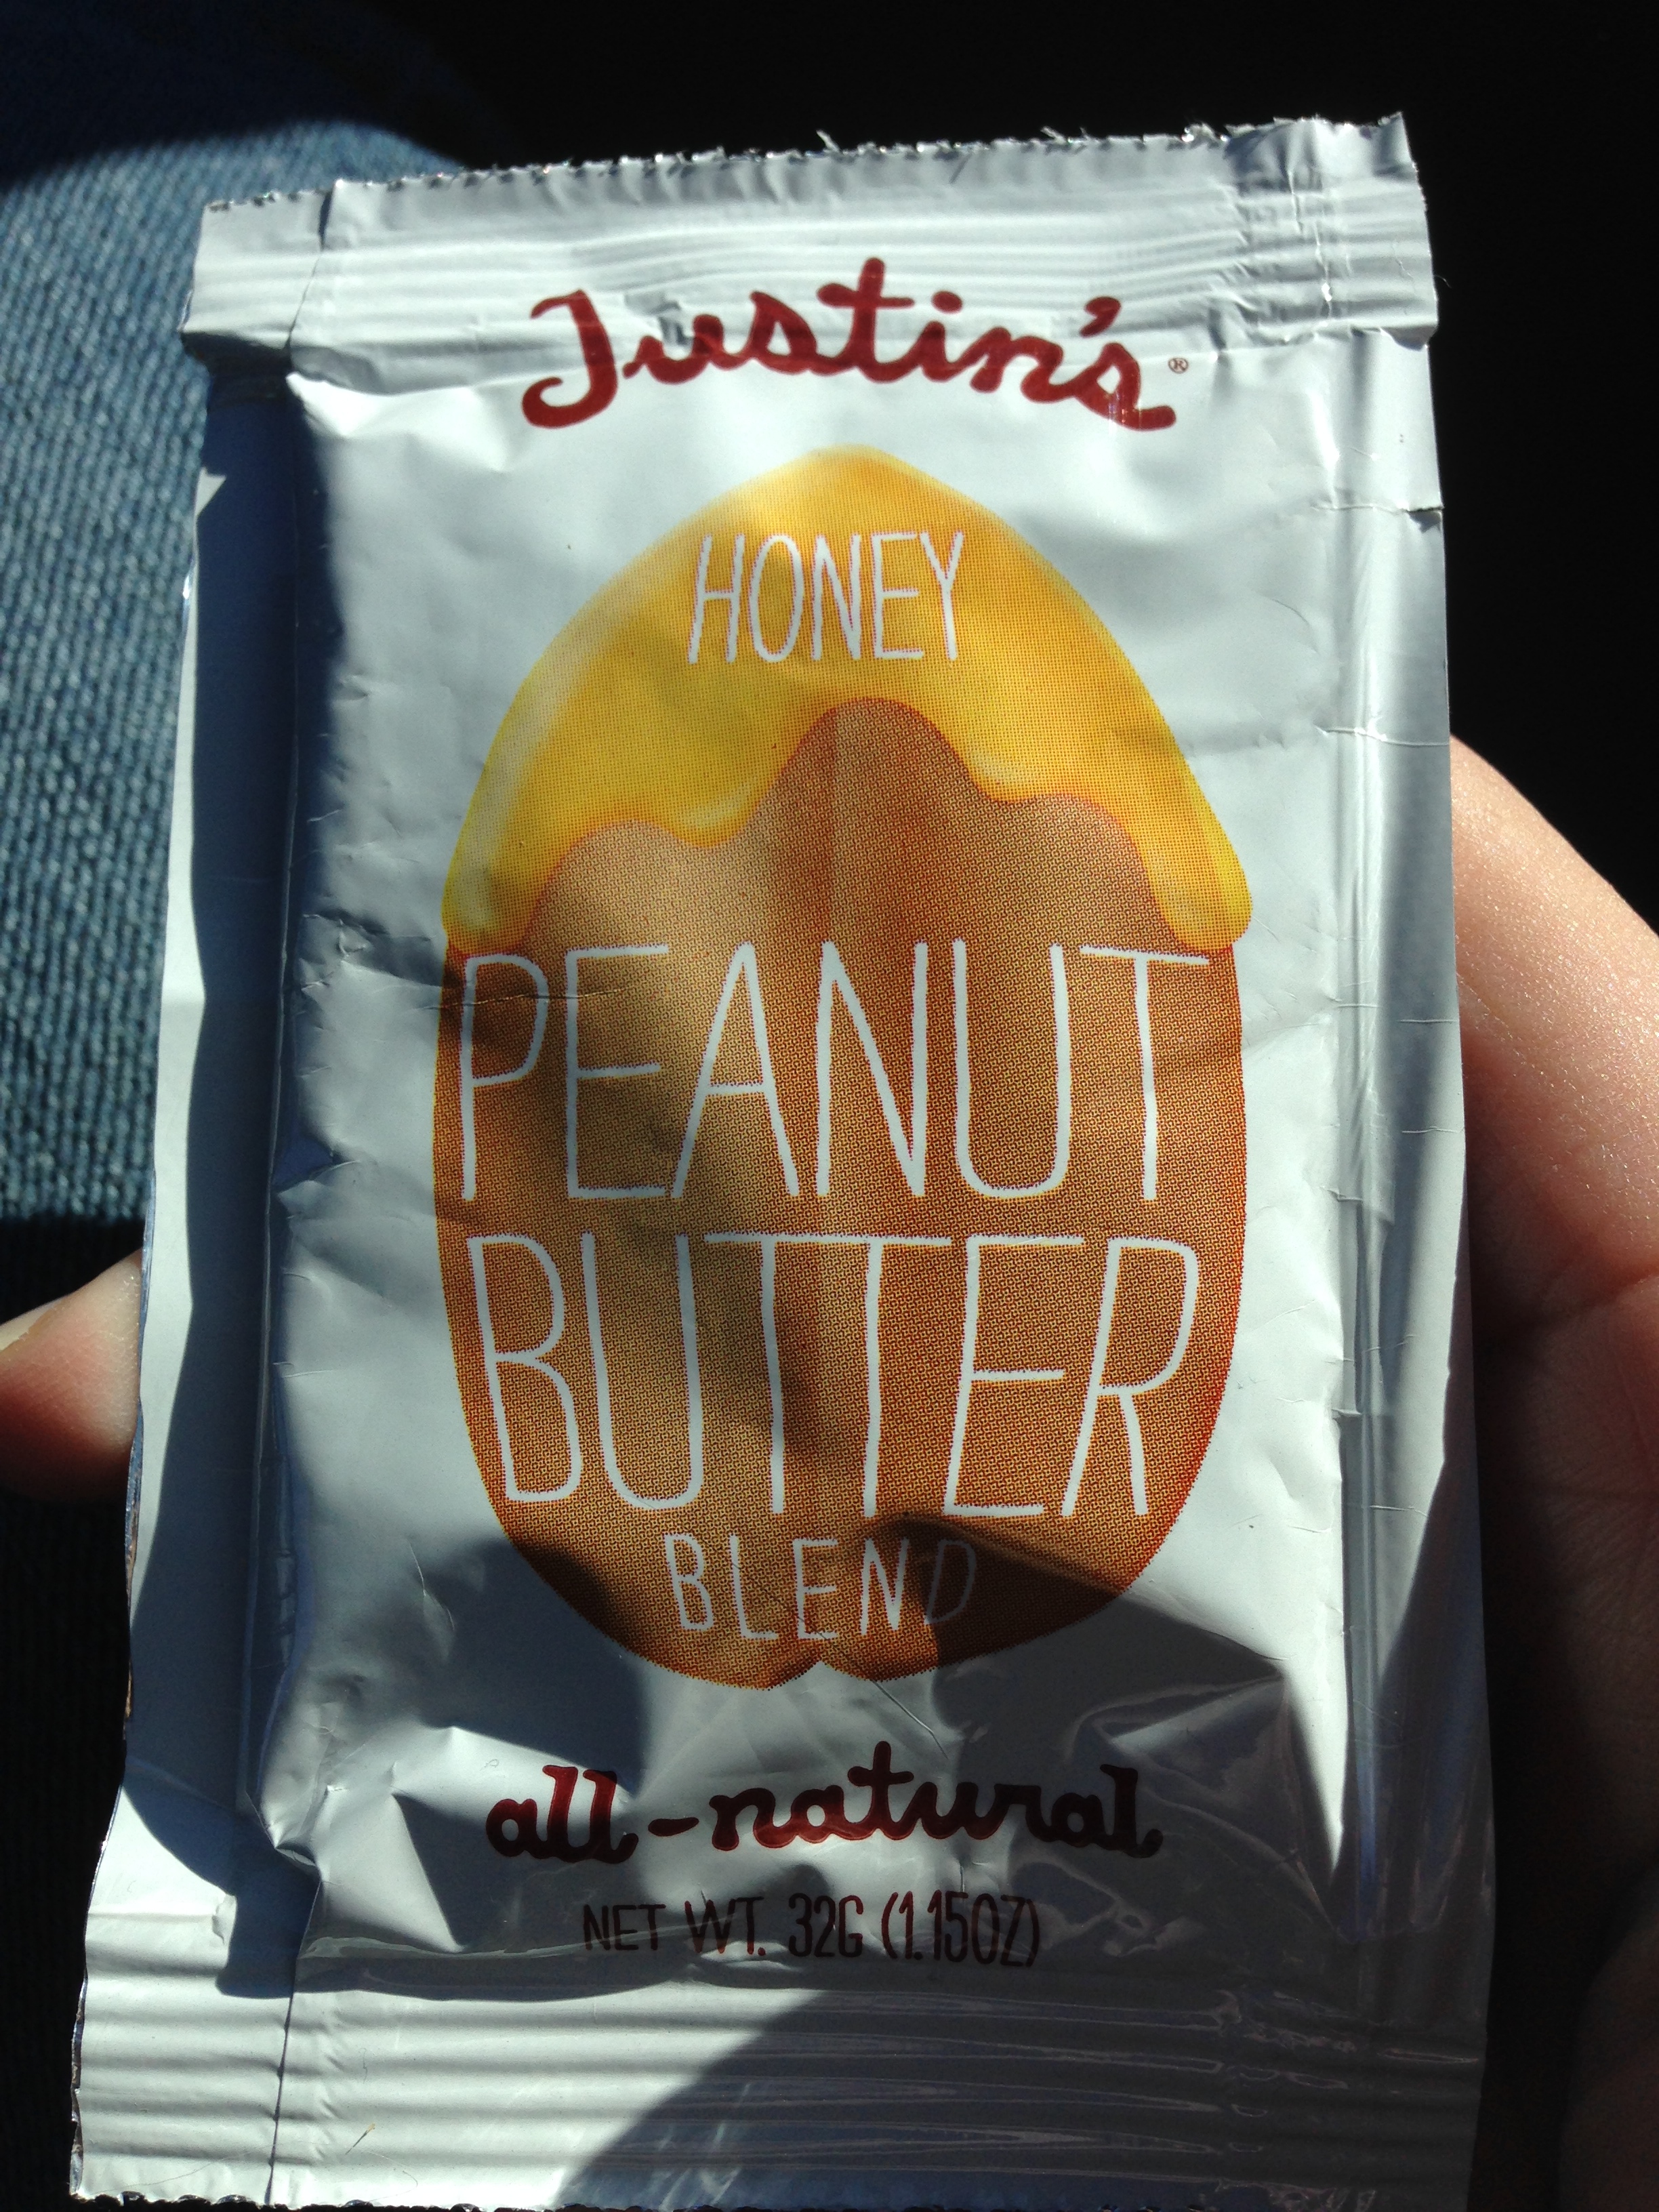 Justin's®
HONEY
PEANUT
BUTTER
BLEND
all-natural
NET WT. 32G (1.15OZ)